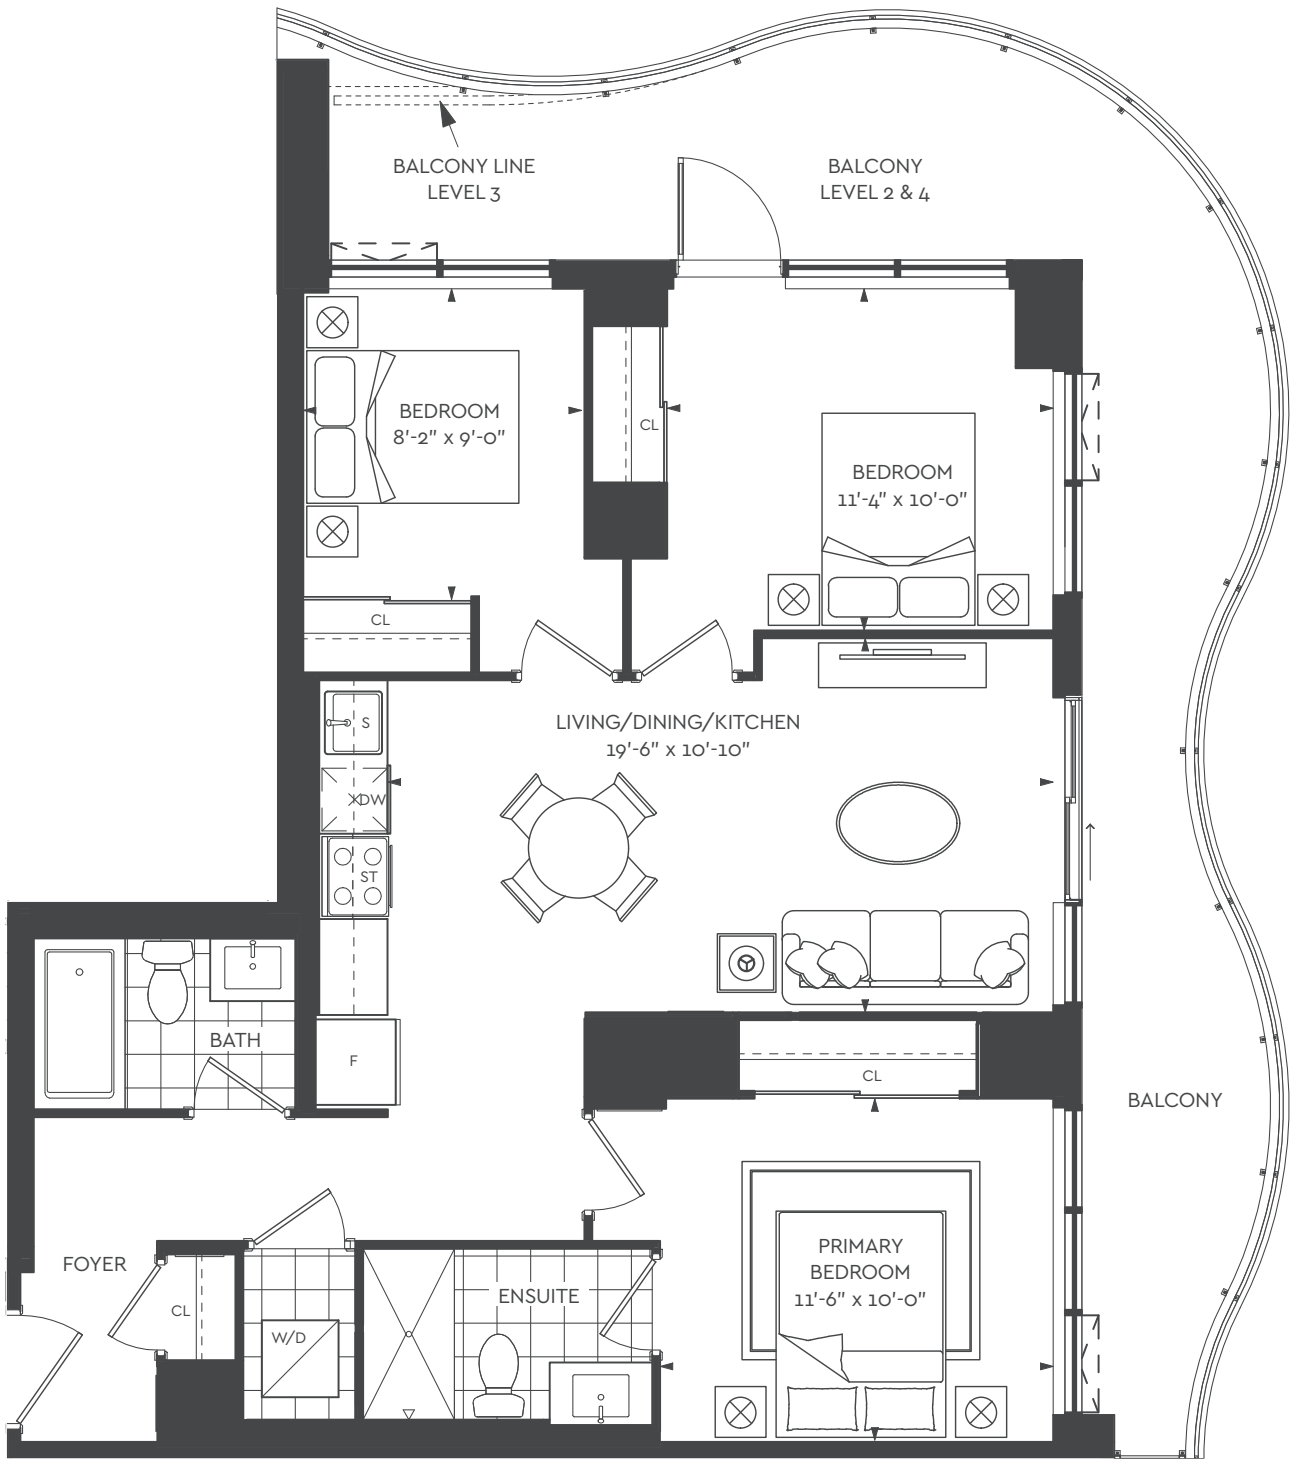 BALCONY LINE
LEVEL 3
BALCONY
LEVEL 2 & 4
BEDROOM
8'-2" x 9'-0"
CL
BEDROOM
11'-4" x 10'-0"
CL
S
LIVING/DINING/KITCHEN
19'-6" x 10'-10"
DW
ST
BATH
F
CL
BALCONY
FOYER
CL
W/D
ENSUITE
PRIMARY
BEDROOM
11'-6" x 10'-0"